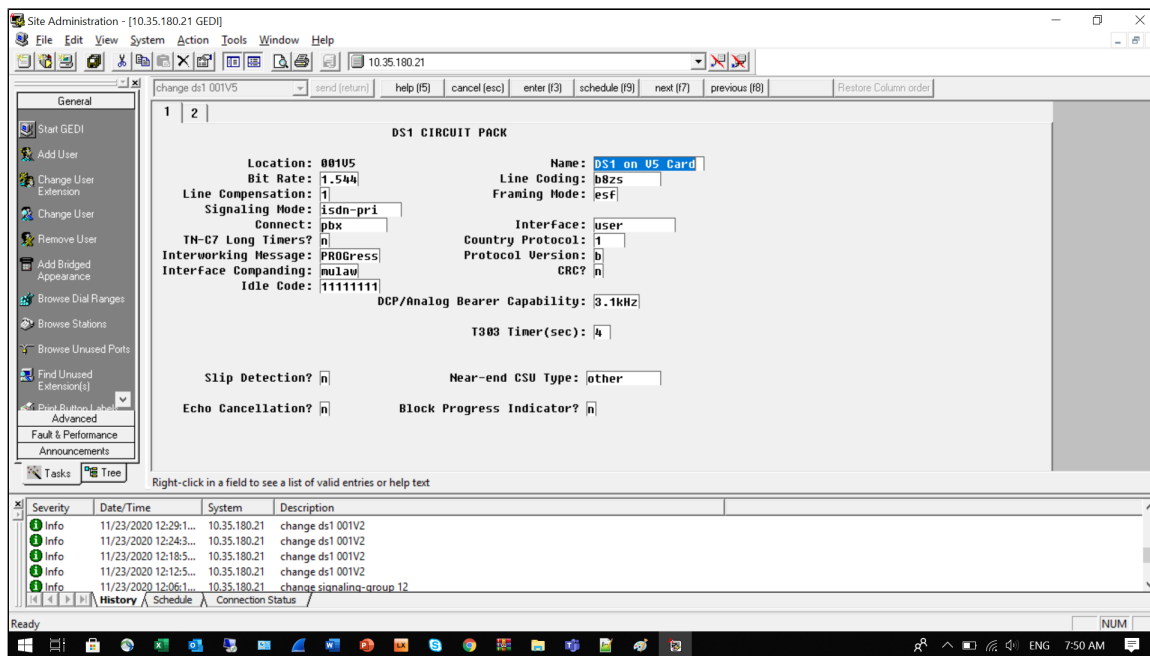 Site Administration - [10.35.180.21 GEDI]
File Edit View System Action Tools Window Help
10.35.180.21
change ds1 001V5 send (return) help (f5) cancel (esc) enter (f3) schedule (f9) next (f7) previous (f8) Restore Column order
General
Start GEDI
Add User
Change User Extension
Change User
Remove User
Add Bridged Appearance
Browse Dial Ranges
Browse Stations
Browse Unused Ports
Find Unused Extension(s)
Print Button Labels
Advanced
Fault & Performance
Announcements
Tasks Tree
1 2
DS1 CIRCUIT PACK
Location: 001V5 Name: DS1 on V5 Card
Bit Rate: 1.544 Line Coding: b8zs
Line Compensation: 1 Framing Mode: esf
Signaling Mode: isdn-pri
Connect: pbx Interface: user
TN-C7 Long Timers? n Country Protocol: 1
Interworking Message: PROGress Protocol Version: b
Interface Companding: mulaw CRC? n
Idle Code: 11111111
DCP/Analog Bearer Capability: 3.1kHz
T303 Timer(sec): 4
Slip Detection? n Near-end CSU Type: other
Echo Cancellation? n Block Progress Indicator? n
Right-click in a field to see a list of valid entries or help text
Severity Date/Time System Description
Info 11/23/2020 12:29:1... 10.35.180.21 change ds1 001V2
Info 11/23/2020 12:24:3... 10.35.180.21 change ds1 001V2
Info 11/23/2020 12:18:5... 10.35.180.21 change ds1 001V2
Info 11/23/2020 12:12:5... 10.35.180.21 change ds1 001V2
Info 11/23/2020 12:06:1... 10.35.180.21 change signaling-group 12
History Schedule Connection Status
Ready NUM
ENG 7:50 AM